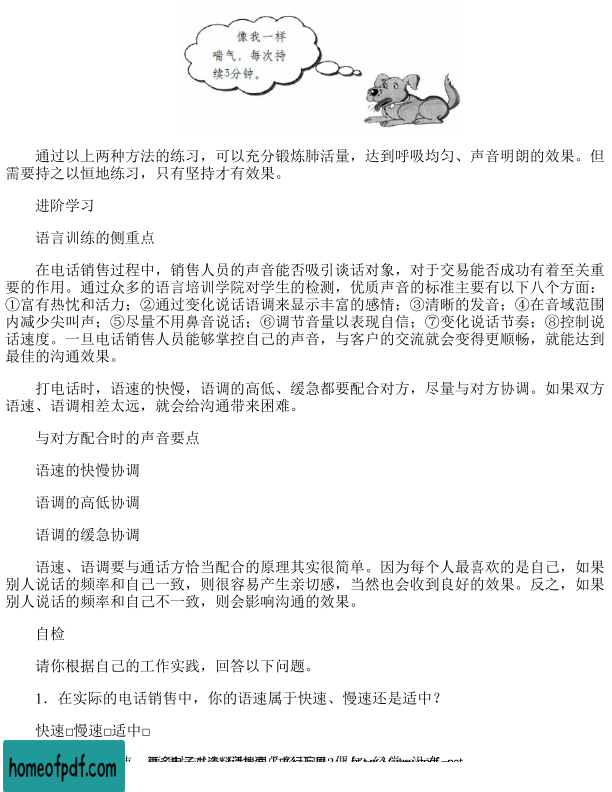 像我一样
喘气，每次持
续3分钟。
通过以上两种方法的练习，可以充分锻炼肺活量，达到呼吸均匀、声音明朗的效果。但
需要持之以恒地练习，只有坚持才有效果。
进阶学习
语言训练的侧重点
在电话销售过程中，销售人员的声音能否吸引谈话对象，对于交易能否成功有着至关重
要的作用。通过众多的语言培训学院对学生的检测，优质声音的标准主要有以下八个方面：
①富有热忱和活力；②通过变化说话语调来显示丰富的感情；③清晰的发音；④在音域范围
内减少尖叫声；⑤尽量不用鼻音说话；⑥调节音量以表现自信；⑦变化说话节奏；⑧控制说
话速度。一旦电话销售人员能够掌控自己的声音，与客户的交流就会变得更顺畅，就能达到
最佳的沟通效果。
打电话时，语速的快慢，语调的高低、缓急都要配合对方，尽量与对方协调。如果双方
语速、语调相差太远，就会给沟通带来困难。
与对方配合时的声音要点
语速的快慢协调
语调的高低协调
语调的缓急协调
语速、语调要与通话方恰当配合的原理其实很简单。因为每个人最喜欢的是自己，如果
别人说话的频率和自己一致，则很容易产生亲切感，当然也会收到良好的效果。反之，如果
别人说话的频率和自己不一致，则会影响沟通的效果。
自检
请你根据自己的工作实践，回答以下问题。
1．在实际的电话销售中，你的语速属于快速、慢速还是适中？
快速□慢速□适中□
homeofpdf.com